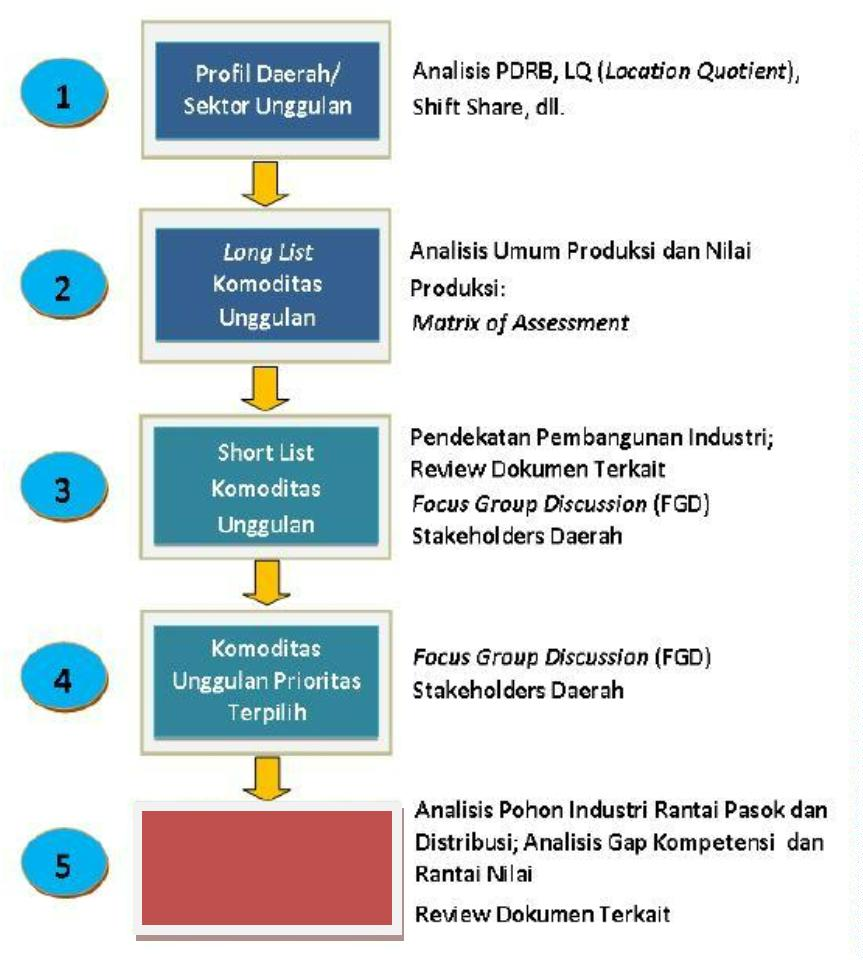 1
Profil Daerah/
Sektor Unggulan
Analisis PDRB, LQ (Location Quotient),
Shift Share, dll.
2
Long List
Komoditas
Unggulan
Analisis Umum Produksi dan Nilai
Produksi:
Matrix of Assessment
3
Short List
Komoditas
Unggulan
Pendekatan Pembangunan Industri;
Review Dokumen Terkait
Focus Group Discussion (FGD)
Stakeholders Daerah
4
Komoditas
Unggulan Prioritas
Terpilih
Focus Group Discussion (FGD)
Stakeholders Daerah
5
Analisis Pohon Industri Rantai Pasok dan
Distribusi; Analisis Gap Kompetensi dan
Rantai Nilai
Review Dokumen Terkait